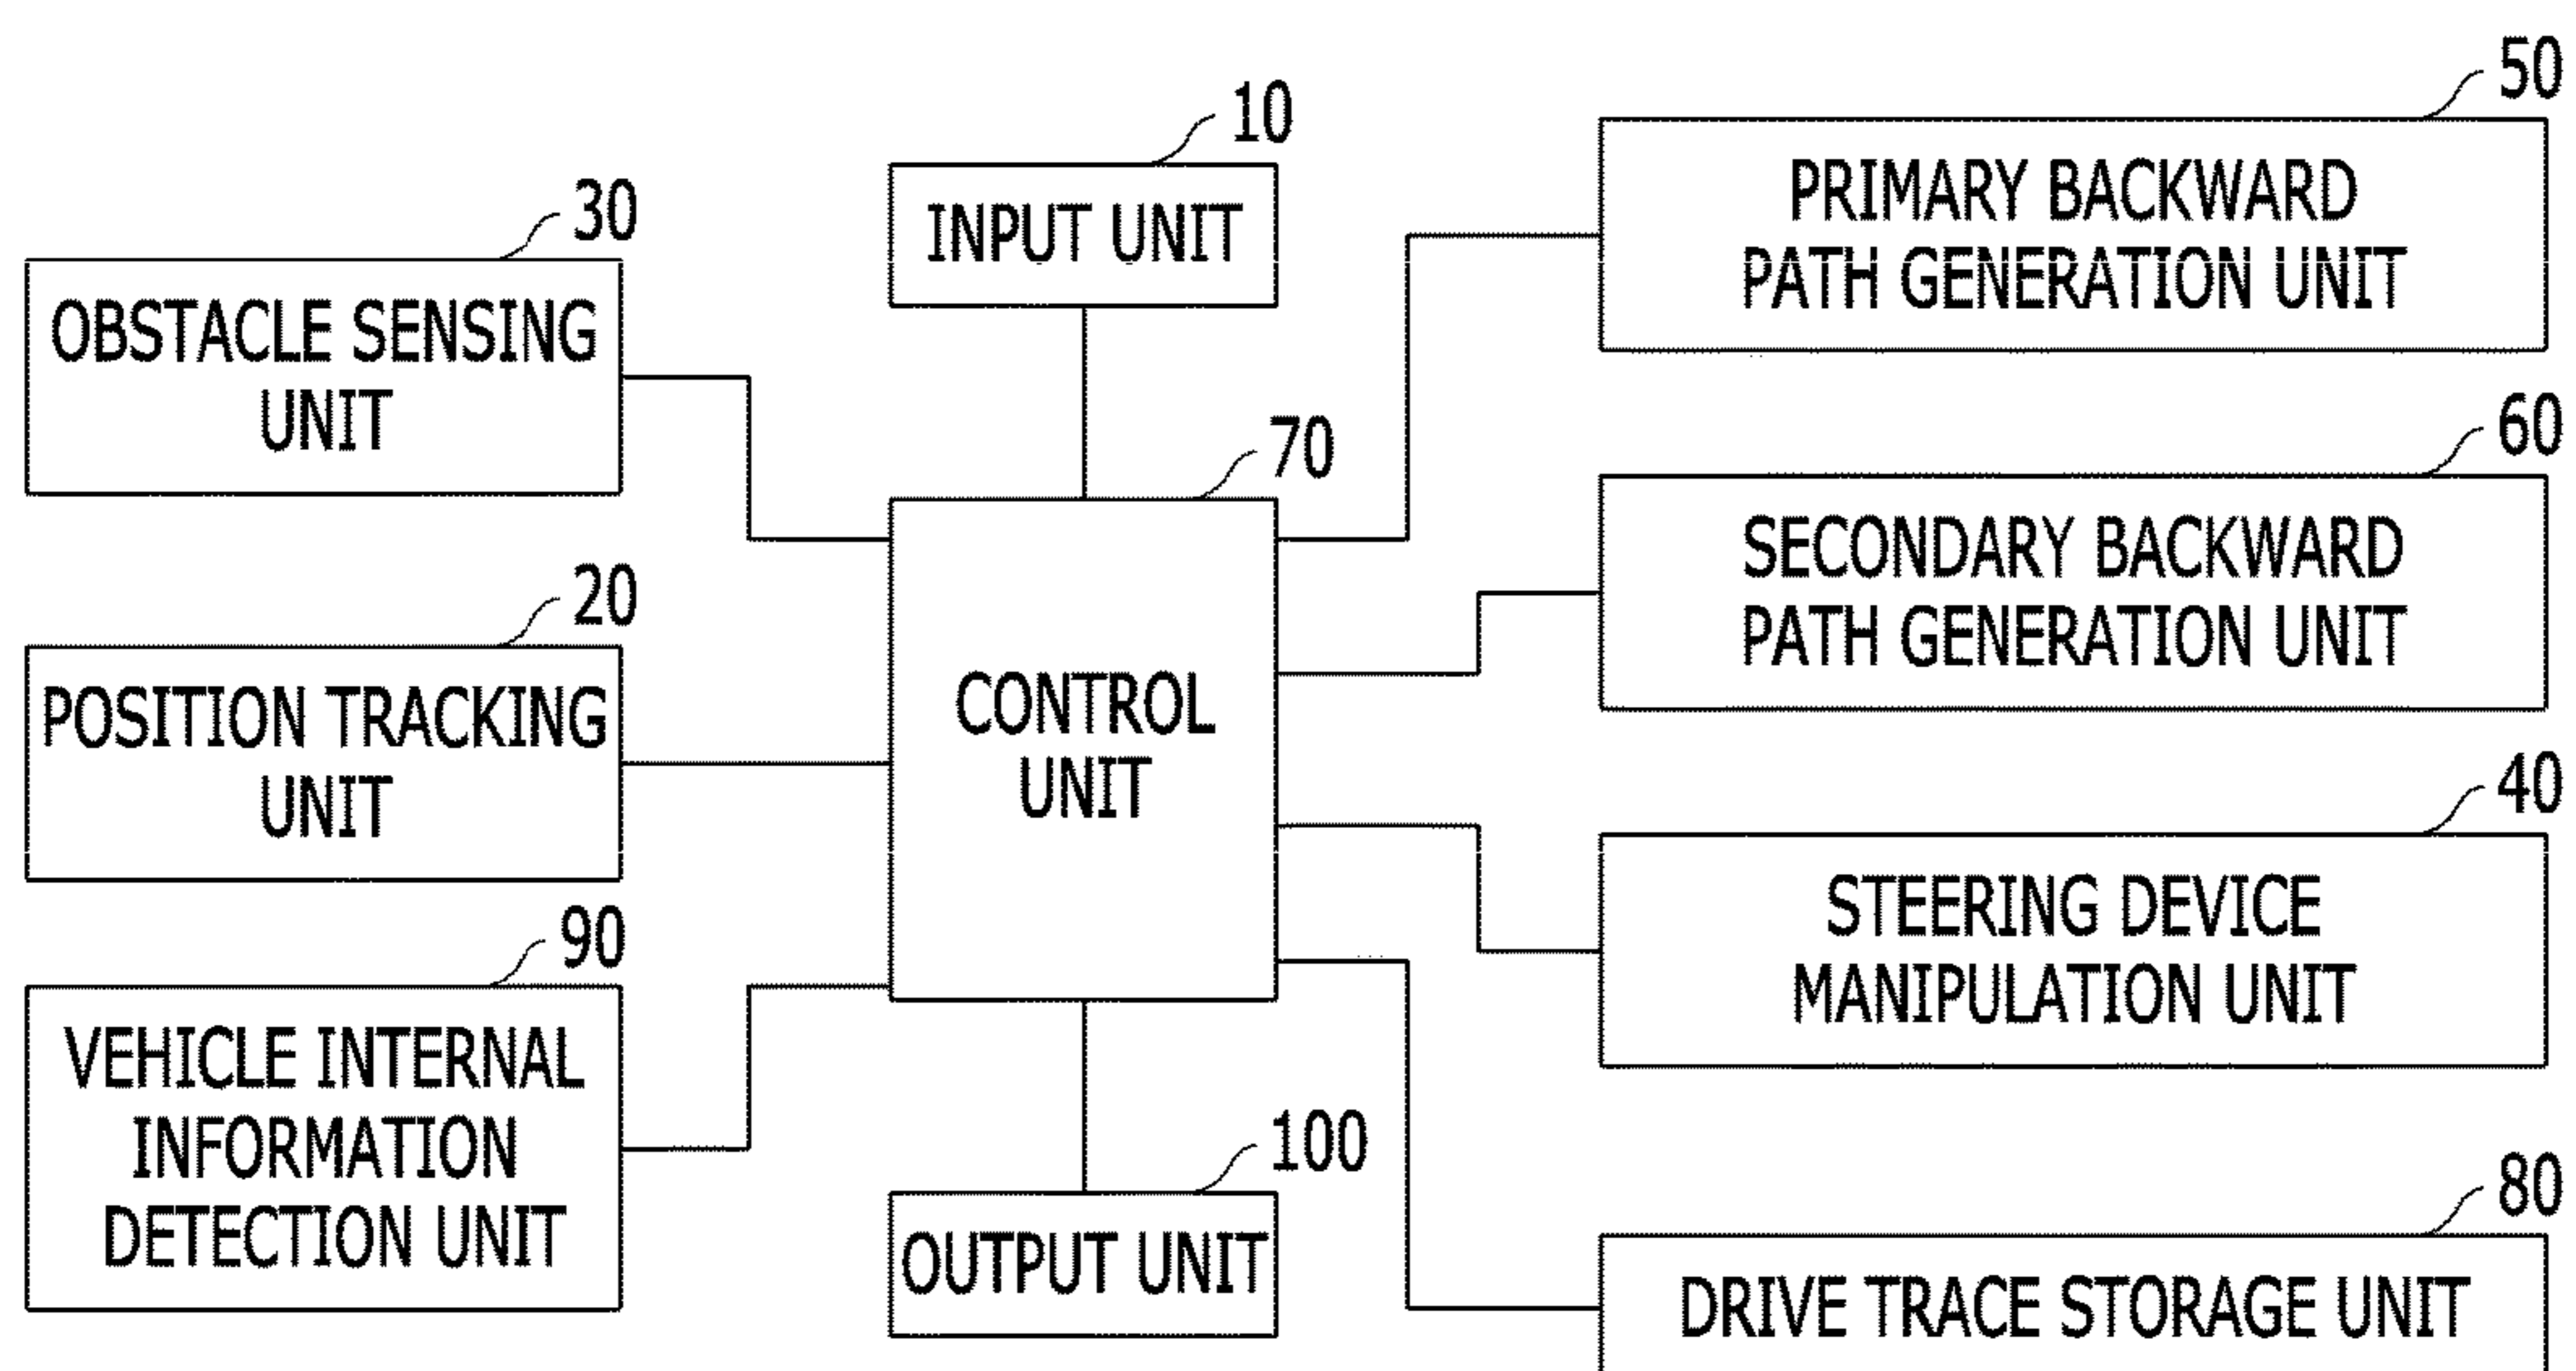 10
INPUT UNIT
30
OBSTACLE SENSING
UNIT
20
POSITION TRACKING
UNIT
90
VEHICLE INTERNAL
INFORMATION
DETECTION UNIT
70
CONTROL
UNIT
100
OUTPUT UNIT
50
PRIMARY BACKWARD
PATH GENERATION UNIT
60
SECONDARY BACKWARD
PATH GENERATION UNIT
40
STEERING DEVICE
MANIPULATION UNIT
80
DRIVE TRACE STORAGE UNIT